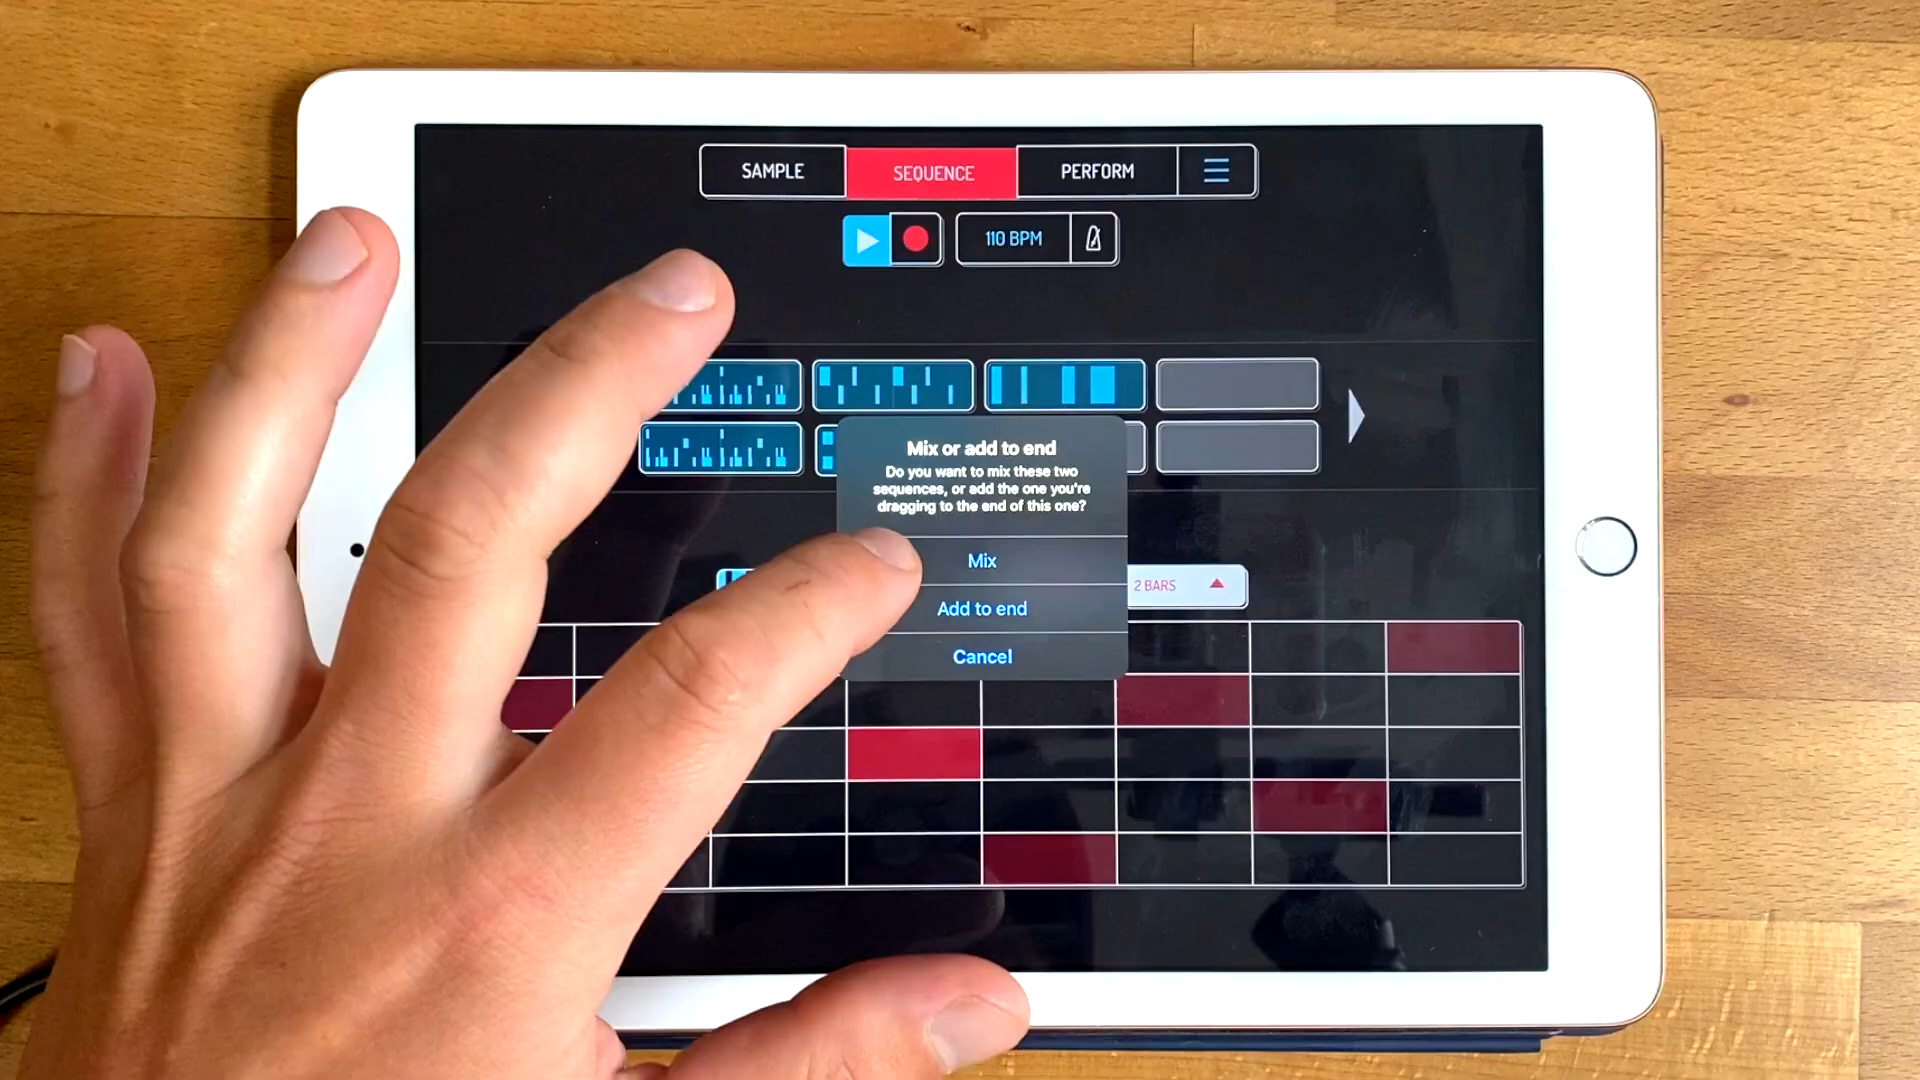 SAMPLE SEQUENCE PERFORM
110 BPM
Mix or add to end
Do you want to mix these two
sequences, or add the one you're
dragging to the end of this one?
Mix
2 BARS
Add to end
Cancel